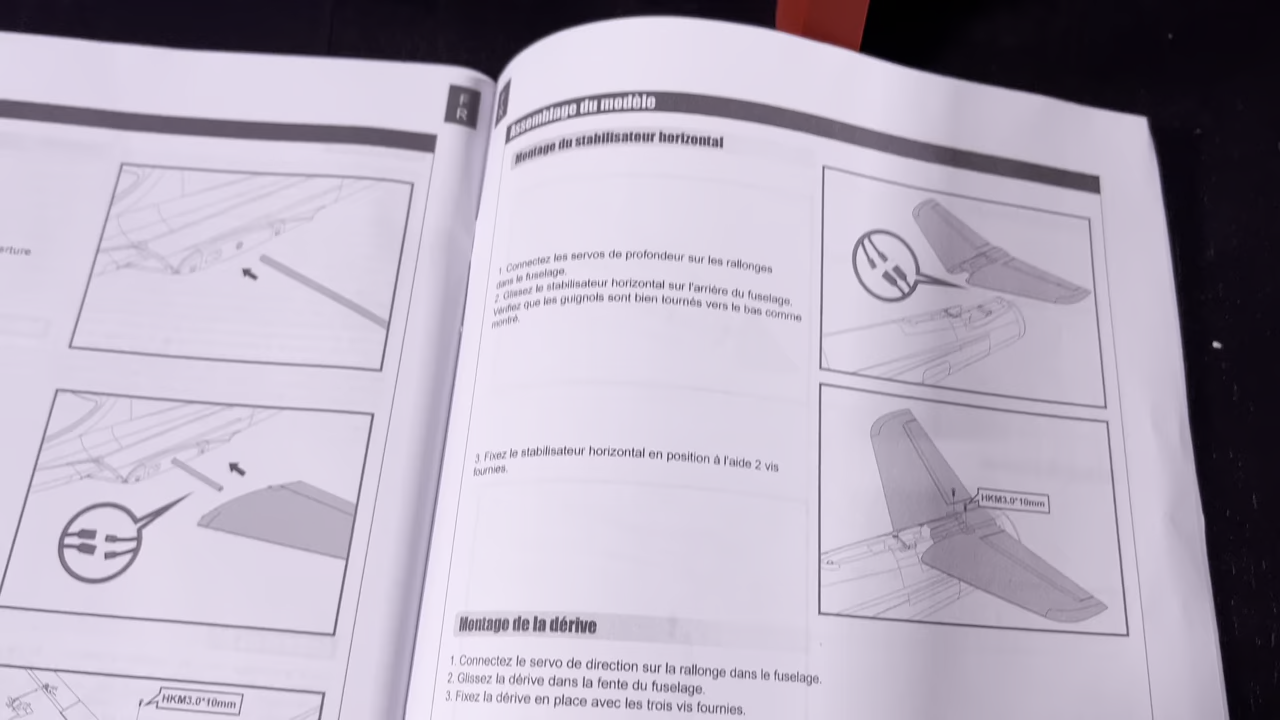 FR
HKM3.0*10mm
Assemblage du modèle
Montage du stabilisateur horizontal
1. Connectez les servos de profondeur sur les rallonges
dans le fuselage.
2. Glissez le stabilisateur horizontal sur l'arrière du fuselage.
Vérifiez que les guignols sont bien tournés vers le bas comme
montré.
3. Fixez le stabilisateur horizontal en position à l'aide 2 vis
fournies.
HKM3.0*10mm
Montage de la dérive
1. Connectez le servo de direction sur la rallonge dans le fuselage.
2. Glissez la dérive dans la fente du fuselage.
3. Fixez la dérive en place avec les trois vis fournies.